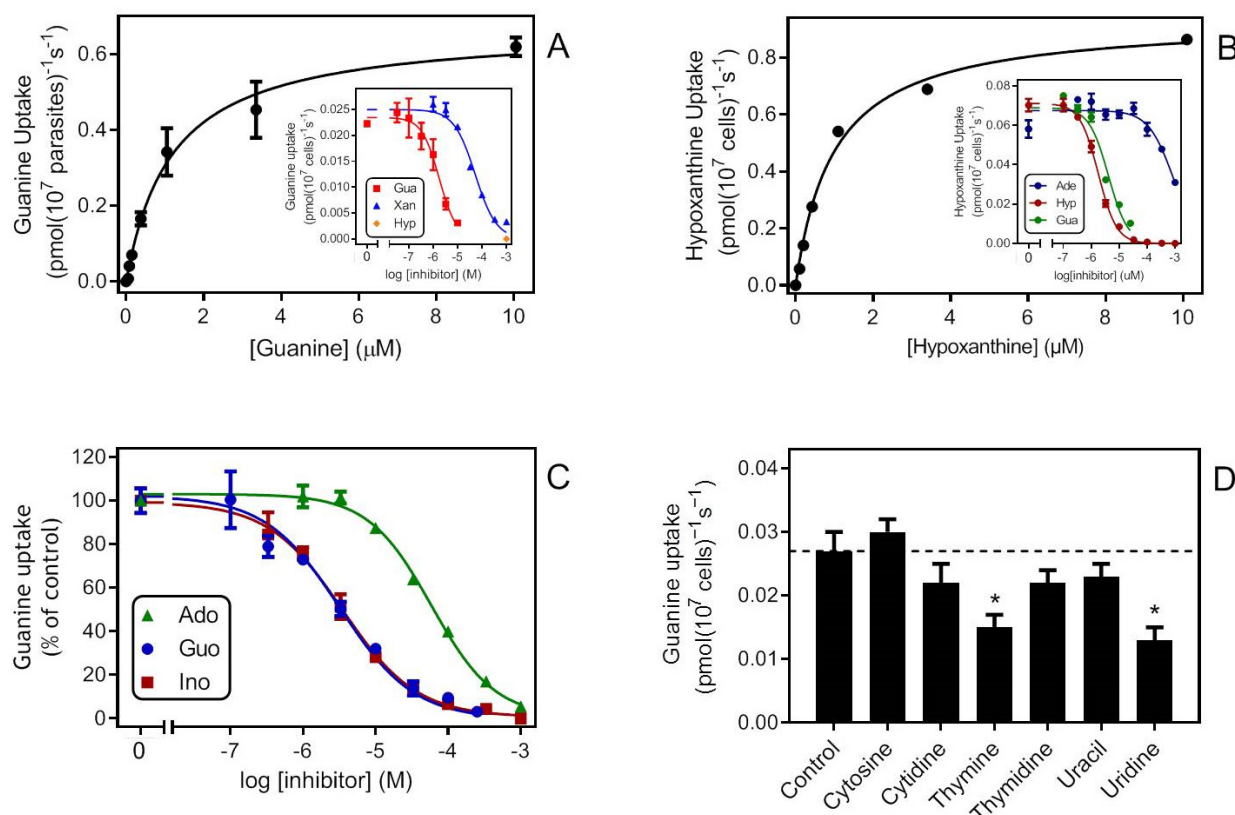 A
Guanine Uptake
(pmol(10⁷ parasites)⁻¹s⁻¹)
0.6
0.4
0.2
0.0
0
2
4
6
8
10
[Guanine] (μM)
Guanine uptake
(pmol(10⁷ cells)⁻¹s⁻¹)
0.025
0.020
0.015
0.010
0.005
0.000
Gua
Xan
Hyp
0
-7
-6
-5
-4
-3
log [inhibitor] (M)
B
Hypoxanthine Uptake
(pmol(10⁷ cells)⁻¹s⁻¹)
0.8
0.6
0.4
0.2
0.0
0
2
4
6
8
10
[Hypoxanthine] (μM)
Hypoxanthine Uptake
(pmol(10⁷ cells)⁻¹s⁻¹)
0.08
0.06
0.04
0.02
0.00
Ade
Hyp
Gua
0
-7
-6
-5
-4
-3
log[inhibitor] (uM)
C
Guanine uptake
(% of control)
120
100
80
60
40
20
0
Ado
Guo
Ino
0
-7
-6
-5
-4
-3
log [inhibitor] (M)
D
Guanine uptake
(pmol(10⁷ cells)⁻¹s⁻¹)
0.04
0.03
0.02
0.01
0.00
*
*
Control
Cytosine
Cytidine
Thymine
Thymidine
Uracil
Uridine